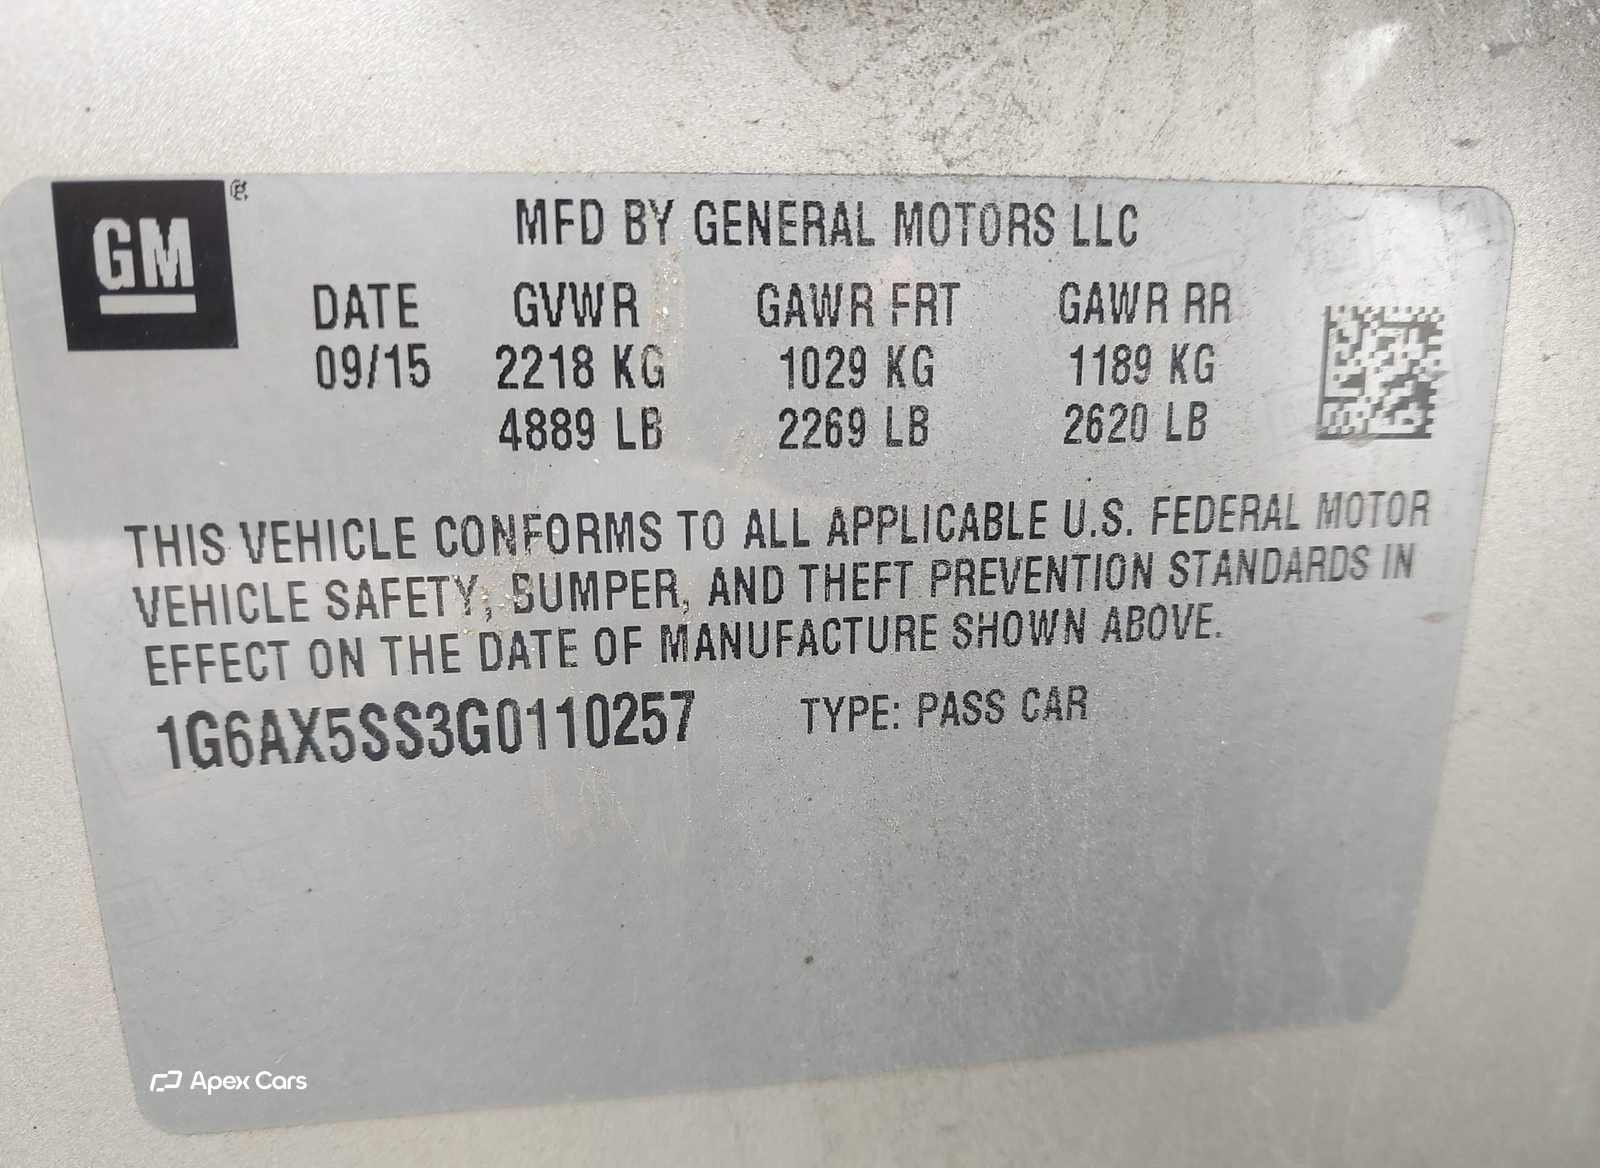 GM ®
MFD BY GENERAL MOTORS LLC
DATE GVWR GAWR FRT GAWR RR
09/15 2218 KG 1029 KG 1189 KG
4889 LB 2269 LB 2620 LB
THIS VEHICLE CONFORMS TO ALL APPLICABLE U.S. FEDERAL MOTOR
VEHICLE SAFETY, BUMPER, AND THEFT PREVENTION STANDARDS IN
EFFECT ON THE DATE OF MANUFACTURE SHOWN ABOVE.
1G6AX5SS3G0110257 TYPE: PASS CAR
Apex Cars